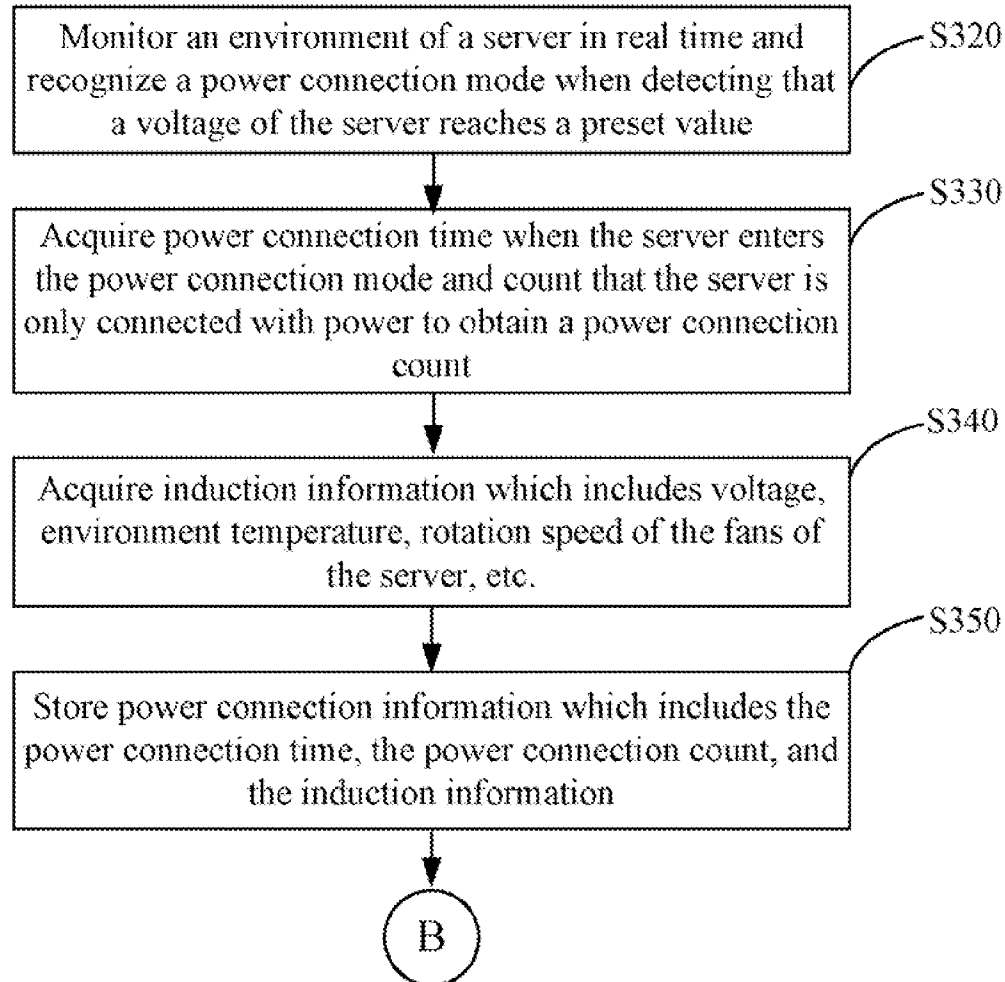 Monitor an environment of a server in real time and
recognize a power connection mode when detecting that
a voltage of the server reaches a preset value
S320
Acquire power connection time when the server enters
the power connection mode and count that the server is
only connected with power to obtain a power connection
count
S330
Acquire induction information which includes voltage,
environment temperature, rotation speed of the fans of
the server, etc.
S340
Store power connection information which includes the
power connection time, the power connection count, and
the induction information
S350
B